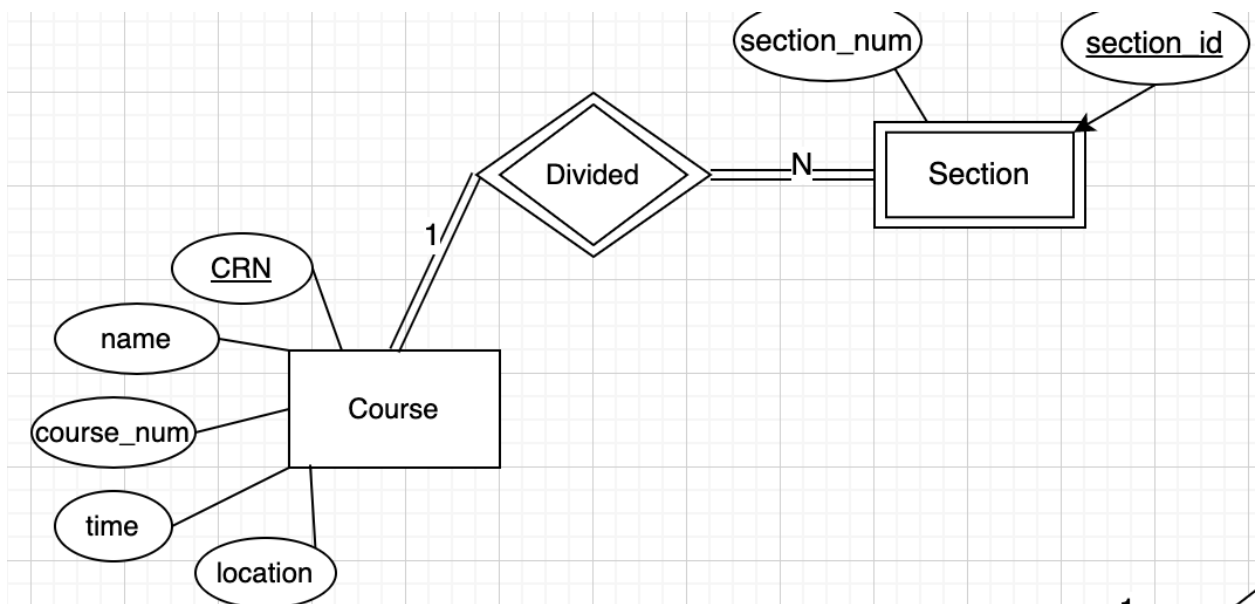 section_num
section_id
Divided
N
Section
1
CRN
name
Course
course_num
time
location